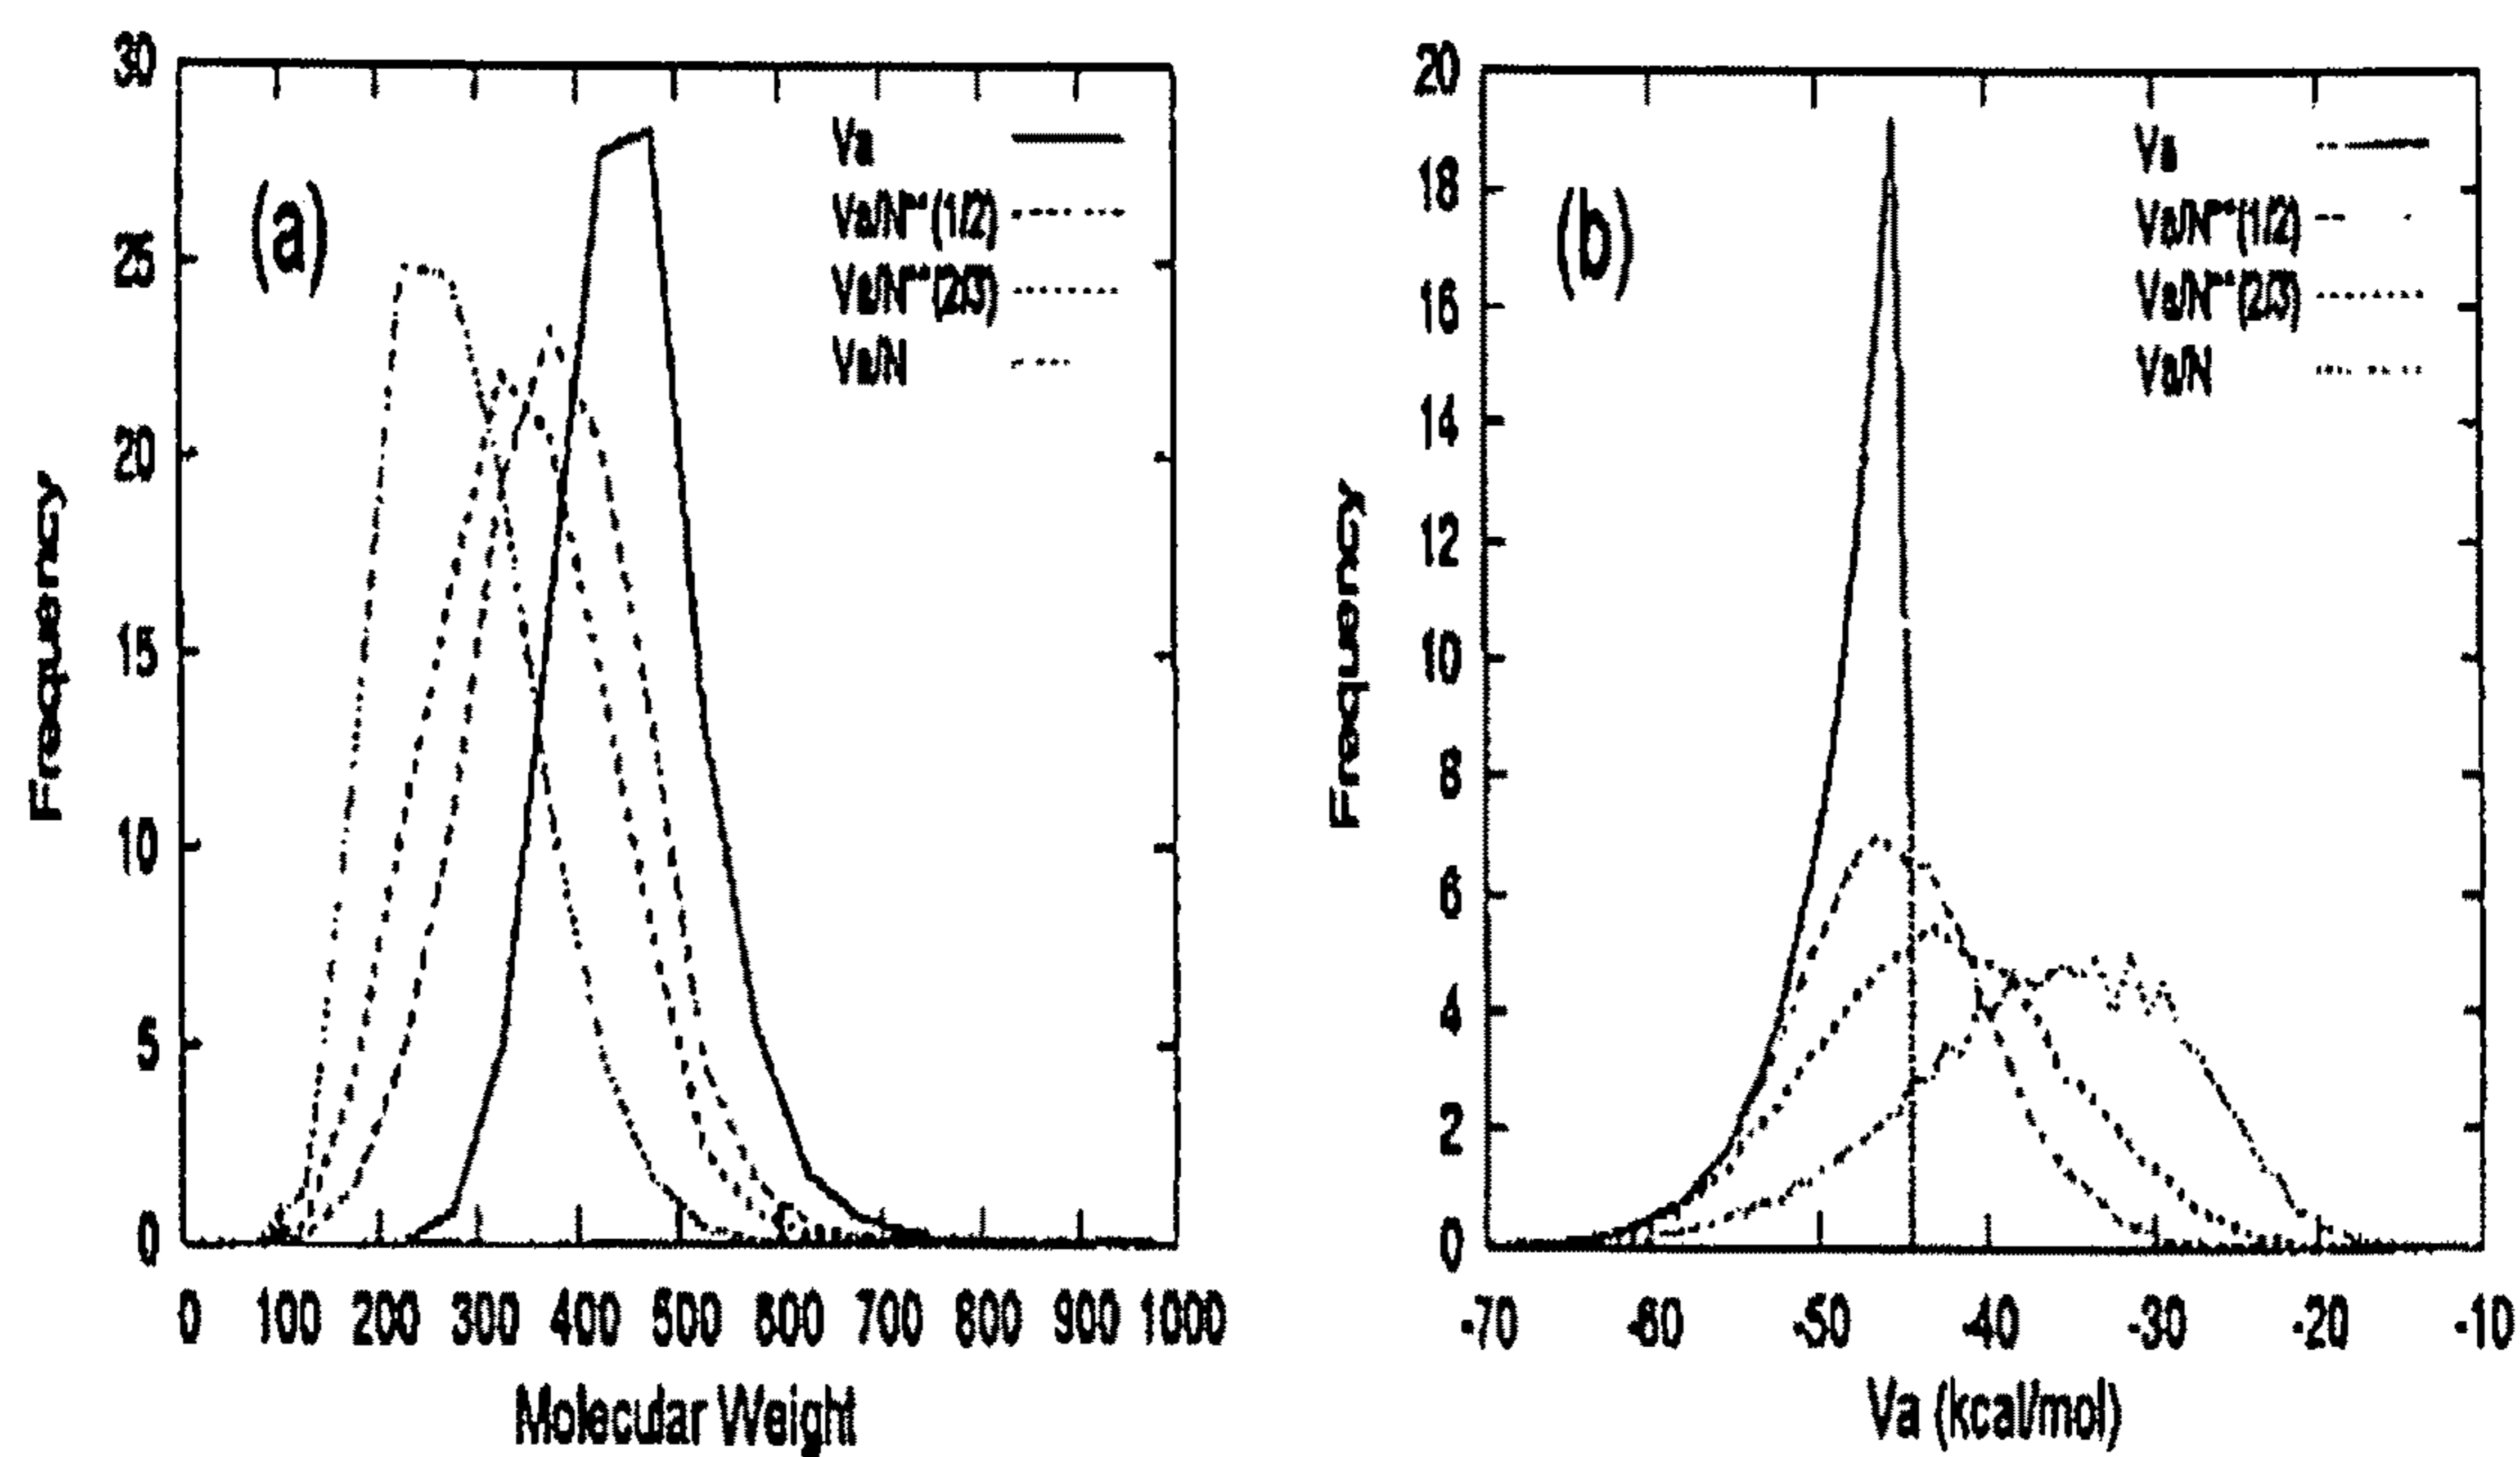 30
25
20
15
10
5
0
Frequency
(a)
Va
Va/N**(1/2)
Va/N**(2/3)
Va/N
0 100 200 300 400 500 600 700 800 900 1000
Molecular Weight
20
18
16
14
12
10
8
6
4
2
0
Frequency
(b)
Va
Va/N**(1/2)
Va/N**(2/3)
Va/N
-70 -60 -50 -40 -30 -20 -10
Va (kcal/mol)